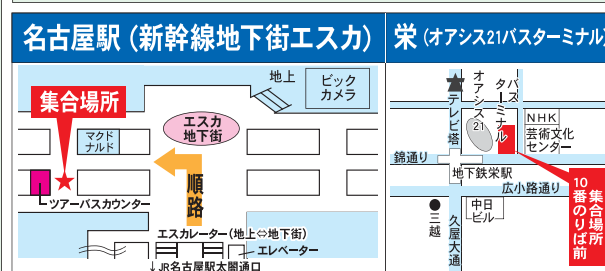 名古屋駅（新幹線地下街エスカ）
地上
ビック
カメラ
集合場所
エスカ
地下街
マクド
ナルド
順路
ツアーバスカウンター
エスカレーター（地上⇔地下街）
エレベーター
↓JR名古屋駅太閤通口
栄（オアシス21バスターミナル）
テレビ塔
オアシス21
バスターミナル
NHK
芸術文化
センター
錦通り
地下鉄栄駅
広小路通り
三越
久屋大通
中日
ビル
集合場所
10番のりば前